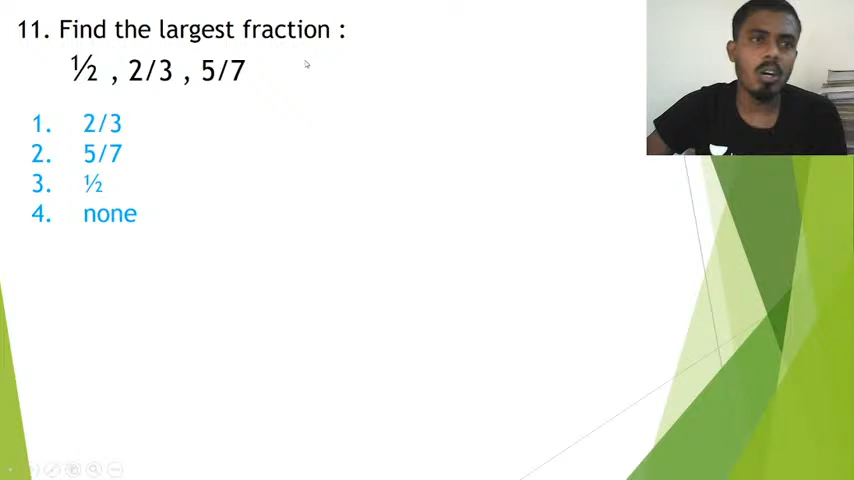 11. Find the largest fraction :
½ , 2/3 , 5/7
1. 2/3
2. 5/7
3. ½
4. none